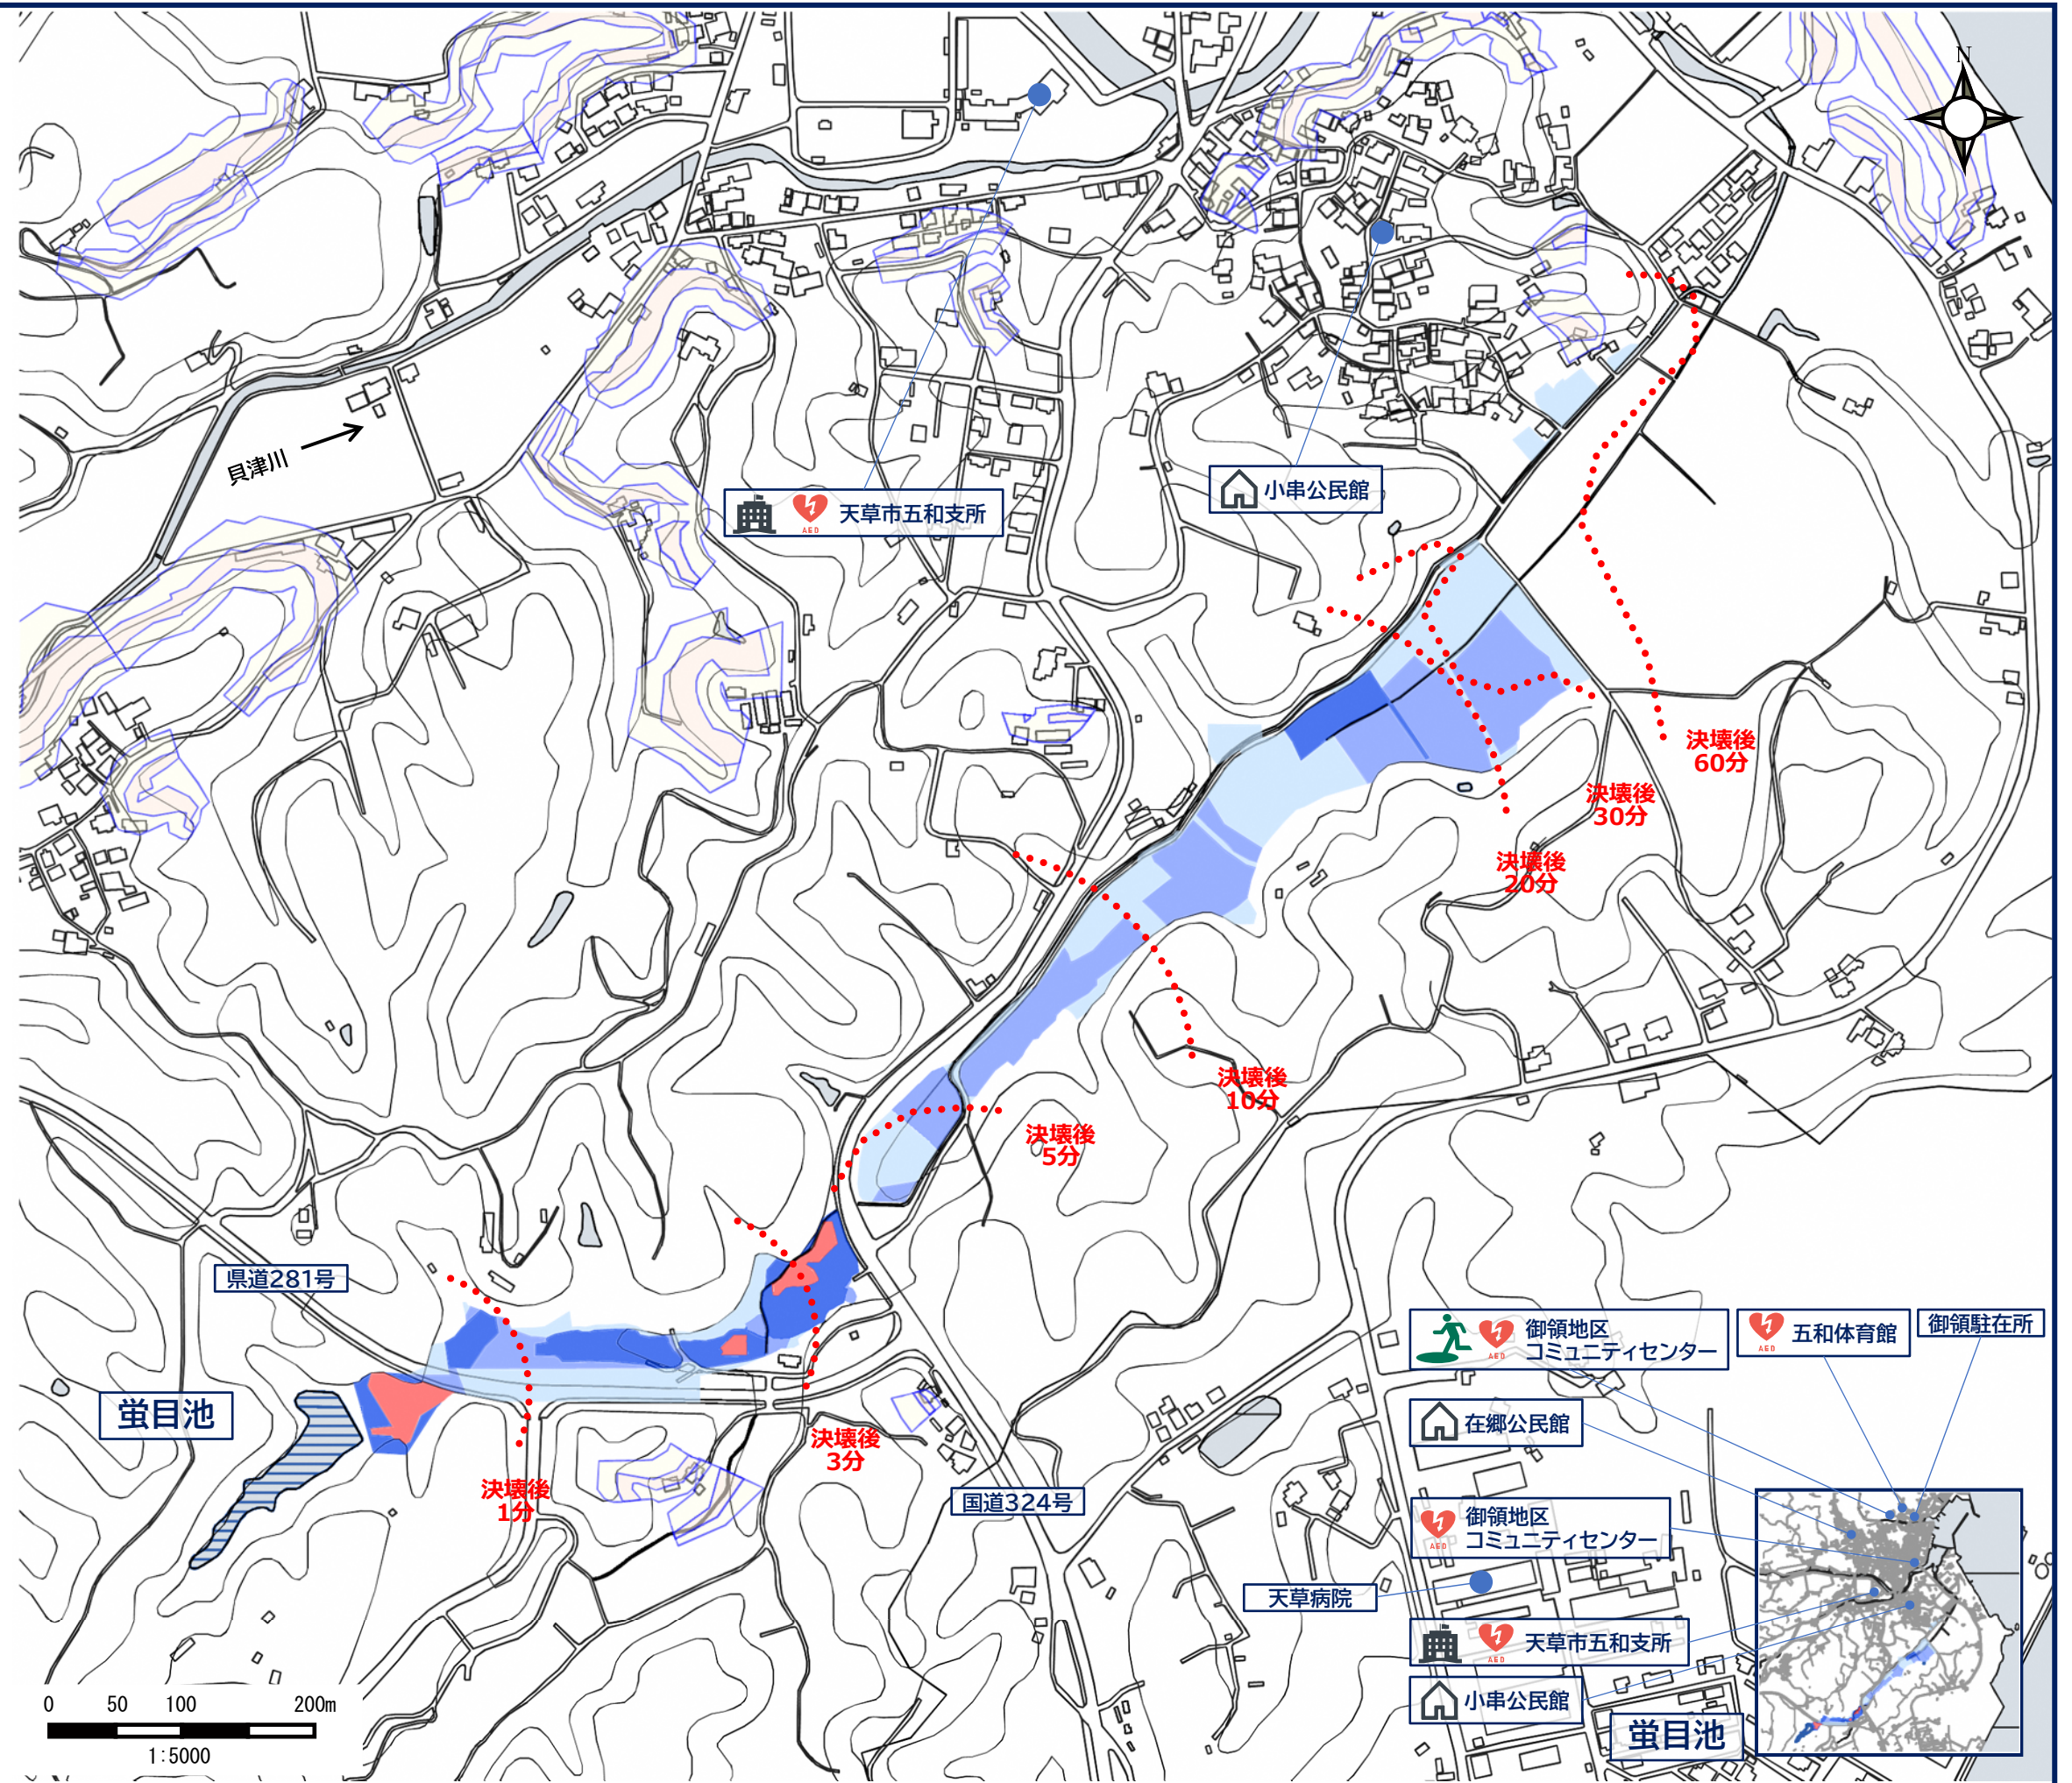 N
貝津川
AED
天草市五和支所
小串公民館
決壊後
60分
決壊後
30分
決壊後
20分
決壊後
10分
決壊後
5分
県道281号
蛍目池
決壊後
1分
決壊後
3分
国道324号
AED
御領地区
コミュニティセンター
AED
五和体育館
御領駐在所
在郷公民館
AED
御領地区
コミュニティセンター
天草病院
AED
天草市五和支所
小串公民館
蛍目池
0 50 100 200m
1:5000